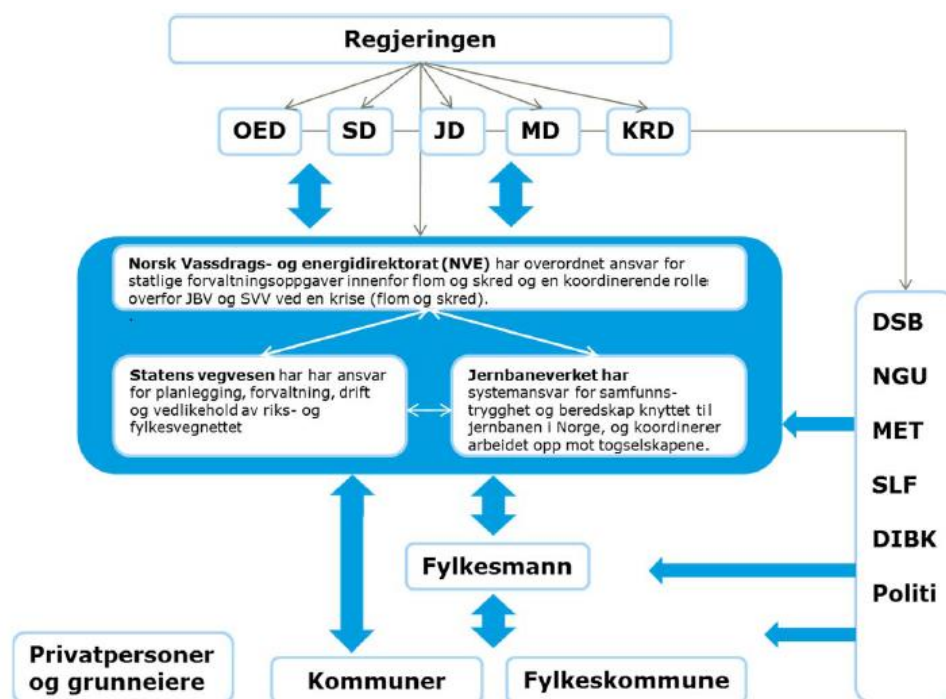 Regjeringen
OED
SD
JD
MD
KRD
Norsk Vassdrags- og energidirektorat (NVE) har overordnet ansvar for
statlige forvaltningsoppgaver innenfor flom og skred og en koordinerende rolle
overfor JBV og SVV ved en krise (flom og skred).
.
Statens vegvesen har har ansvar
for planlegging, forvaltning, drift
og vedlikehold av riks- og
fylkesvegnettet
Jernbaneverket har
systemansvar for samfunns-
trygghet og beredskap knyttet til
jernbanen i Norge, og koordinerer
arbeidet opp mot togselskapene.
DSB
NGU
MET
SLF
DIBK
Politi
Fylkesmann
Privatpersoner
og grunneiere
Kommuner
Fylkeskommune